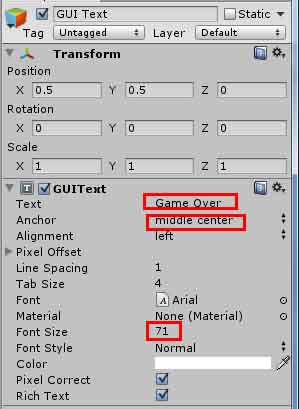 GUI Text Static
Tag Untagged Layer Default
Transform
Position
X 0.5 Y 0.5 Z 0
Rotation
X 0 Y 0 Z 0
Scale
X 1 Y 1 Z 1
GUIText
Text Game Over
Anchor middle center
Alignment left
Pixel Offset
Line Spacing 1
Tab Size 4
Font Arial
Material None (Material)
Font Size 71
Font Style Normal
Color
Pixel Correct
Rich Text